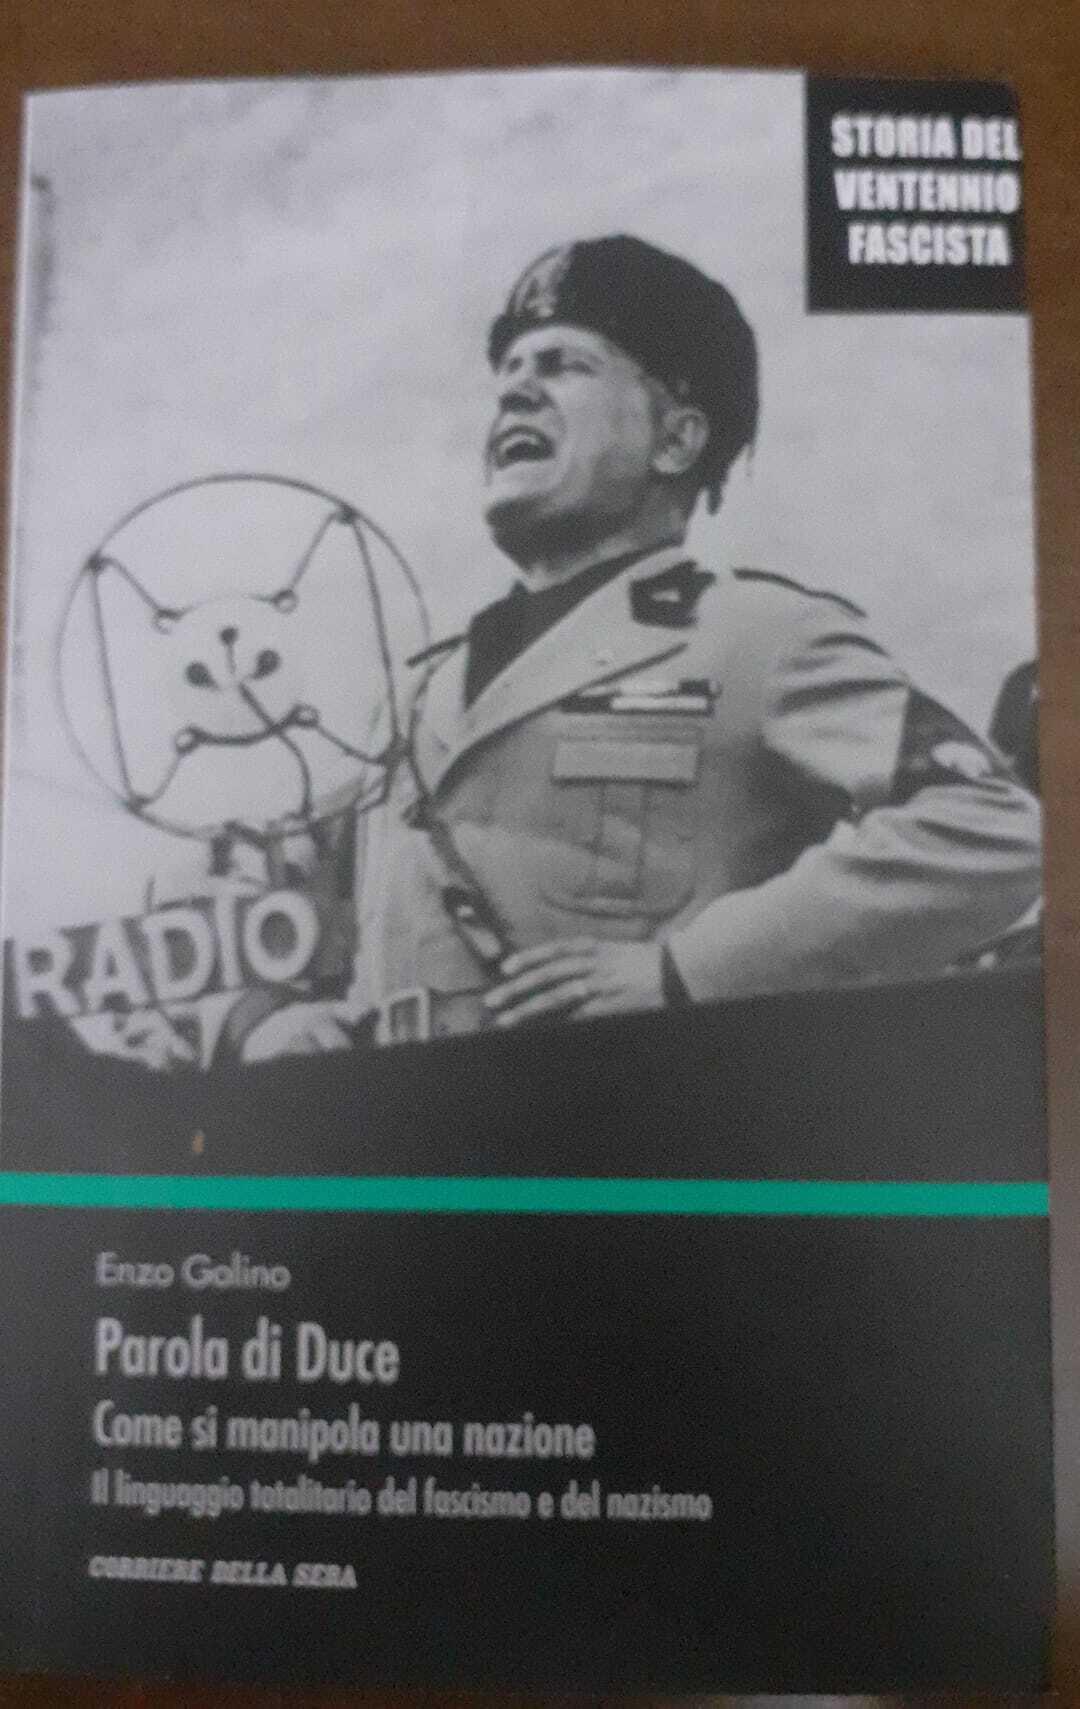 STORIA DEL
VENTENNIO
FASCISTA
RADIO
Enzo Golino
Parola di Duce
Come si manipola una nazione
Il linguaggio totalitario del fascismo e del nazismo
CORRIERE DELLA SERA